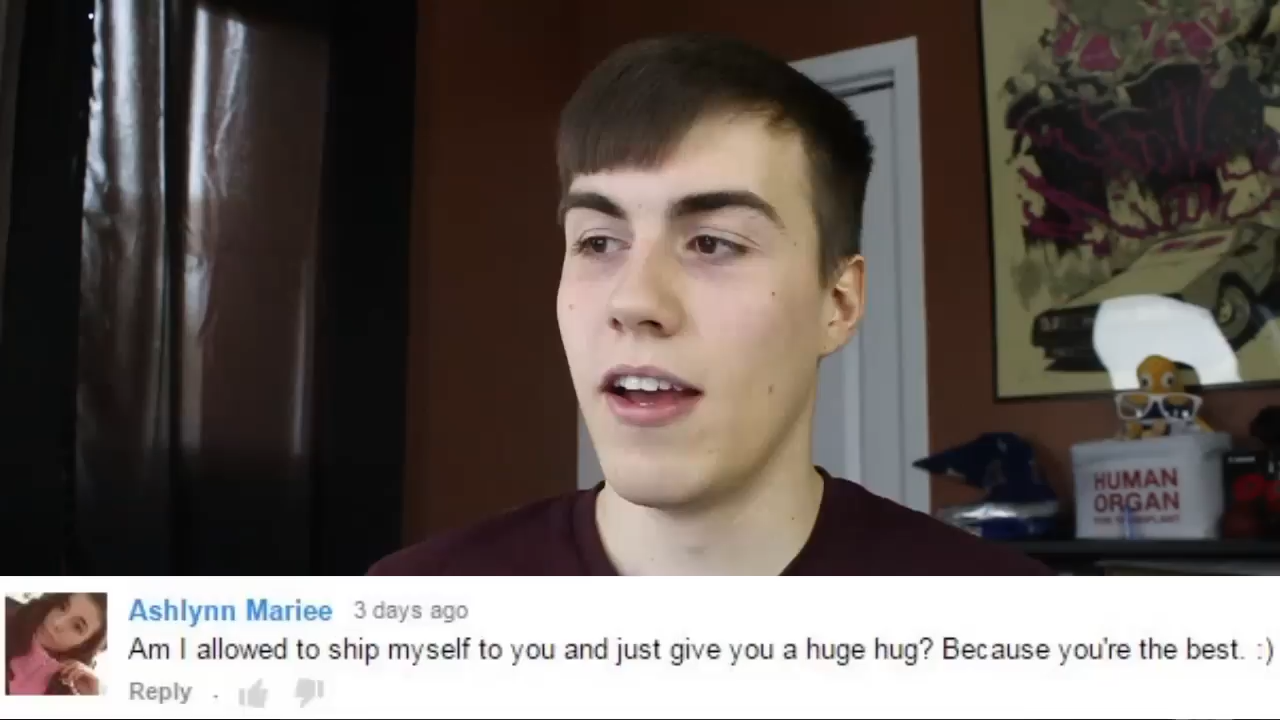 HUMAN
ORGAN
Ashlynn Mariee 3 days ago
Am I allowed to ship myself to you and just give you a huge hug? Because you're the best. :)
Reply .